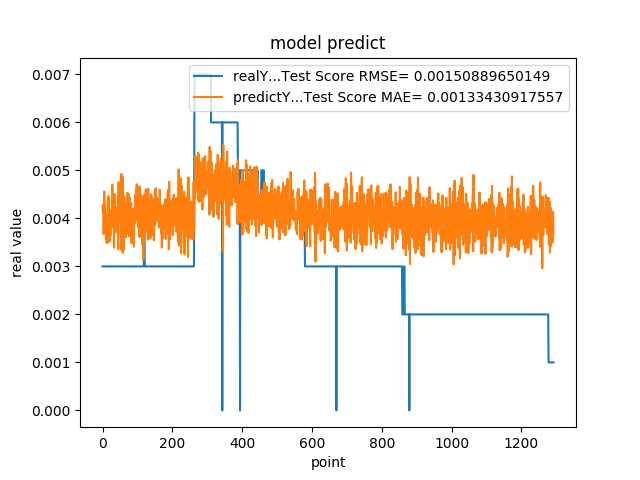 model predict
realY...Test Score RMSE= 0.00150889650149
predictY...Test Score MAE= 0.00133430917557
0.007
0.006
0.005
0.004
0.003
0.002
0.001
0.000
real value
0 200 400 600 800 1000 1200
point